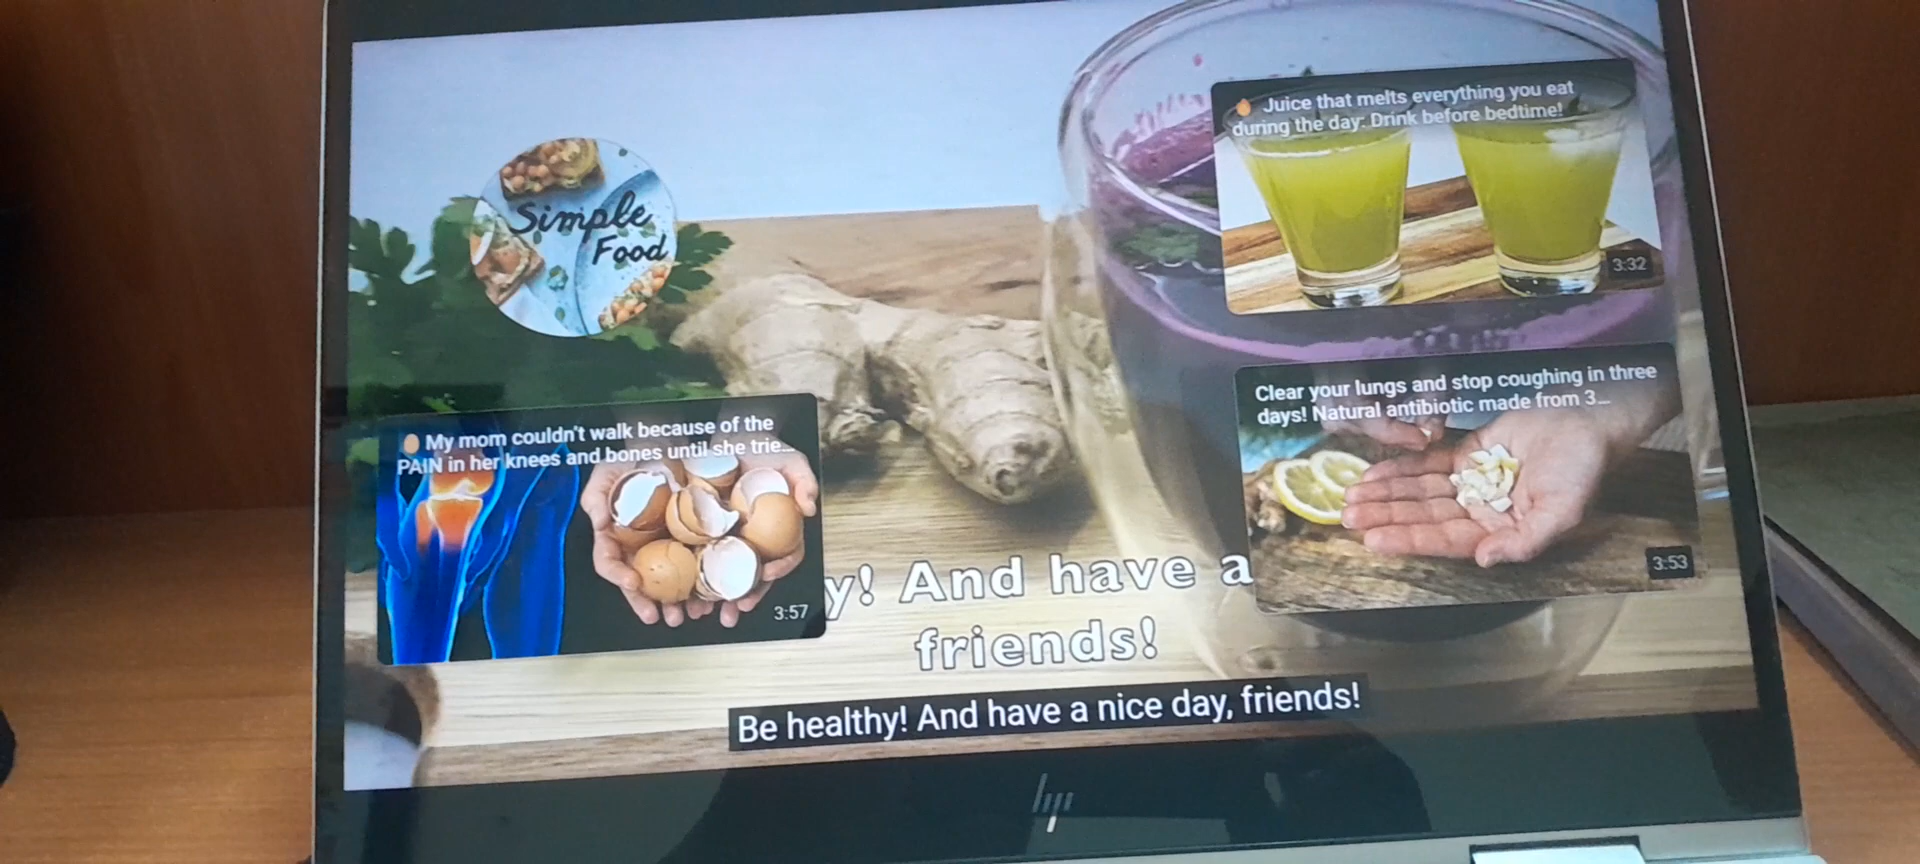 Simple
Food
Juice that melts everything you eat
during the day: Drink before bedtime!
3:32
My mom couldn't walk because of the
PAIN in her knees and bones until she trie...
3:57
Clear your lungs and stop coughing in three
days! Natural antibiotic made from 3...
3:53
y! And have a
friends!
Be healthy! And have a nice day, friends!
hp